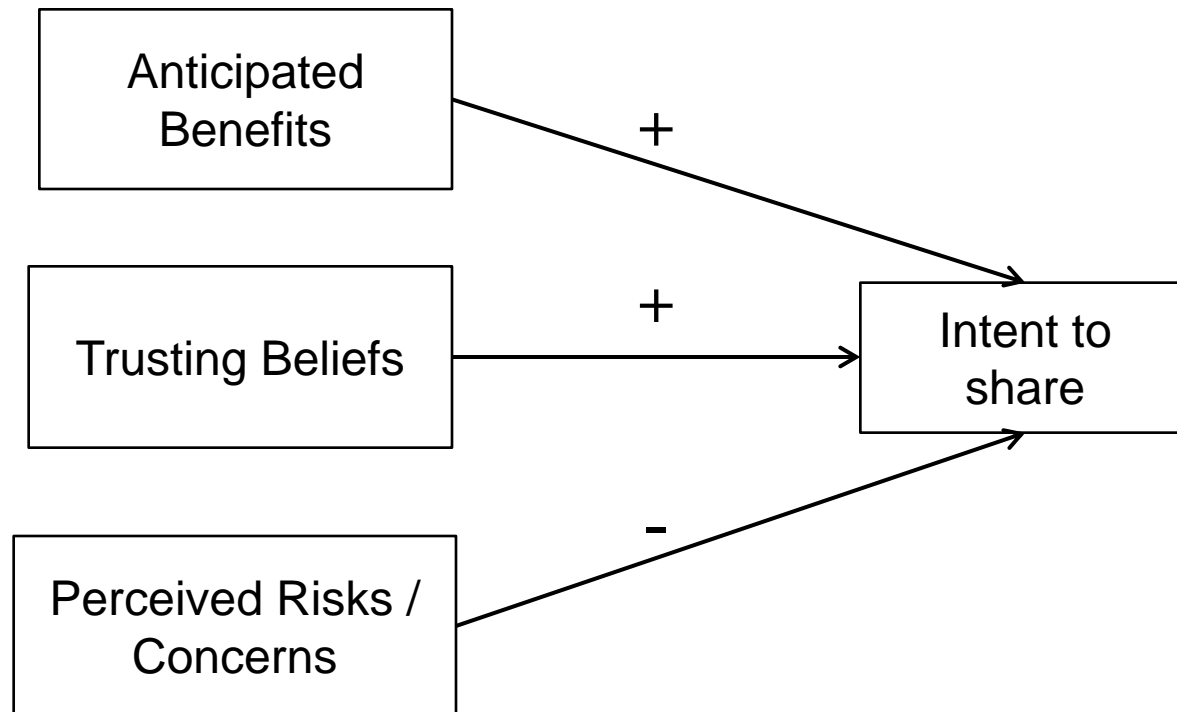 Anticipated
Benefits
+
Trusting Beliefs
+
Intent to
share
-
Perceived Risks /
Concerns